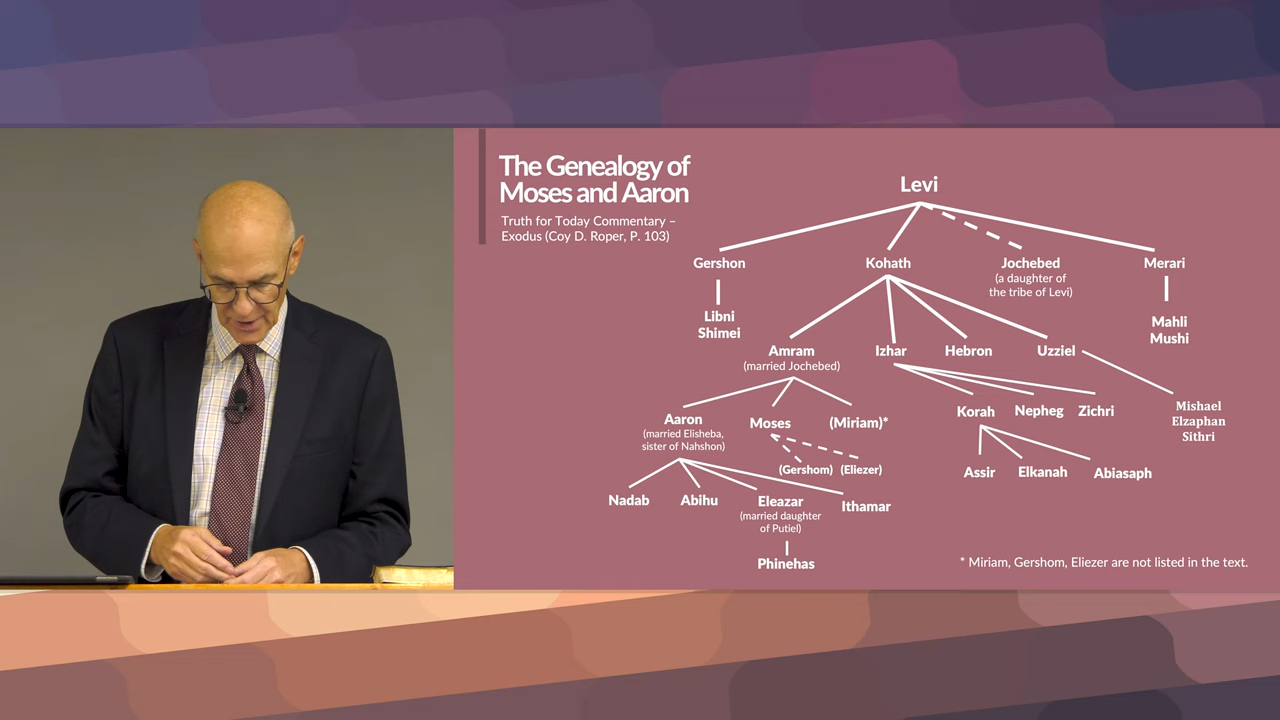 The Genealogy of
Moses and Aaron
Truth for Today Commentary –
Exodus (Coy D. Roper, P. 103)
Levi
Gershon
Kohath
Jochebed
(a daughter of
the tribe of Levi)
Merari
Libni
Shimei
Mahli
Mushi
Amram
(married Jochebed)
Izhar
Hebron
Uzziel
Aaron
(married Elisheba,
sister of Nahshon)
Moses
(Miriam)*
Korah
Nepheg
Zichri
Mishael
Elzaphan
Sithri
(Gershom)
(Eliezer)
Assir
Elkanah
Abiasaph
Nadab
Abihu
Eleazar
(married daughter
of Putiel)
Ithamar
Phinehas
* Miriam, Gershom, Eliezer are not listed in the text.